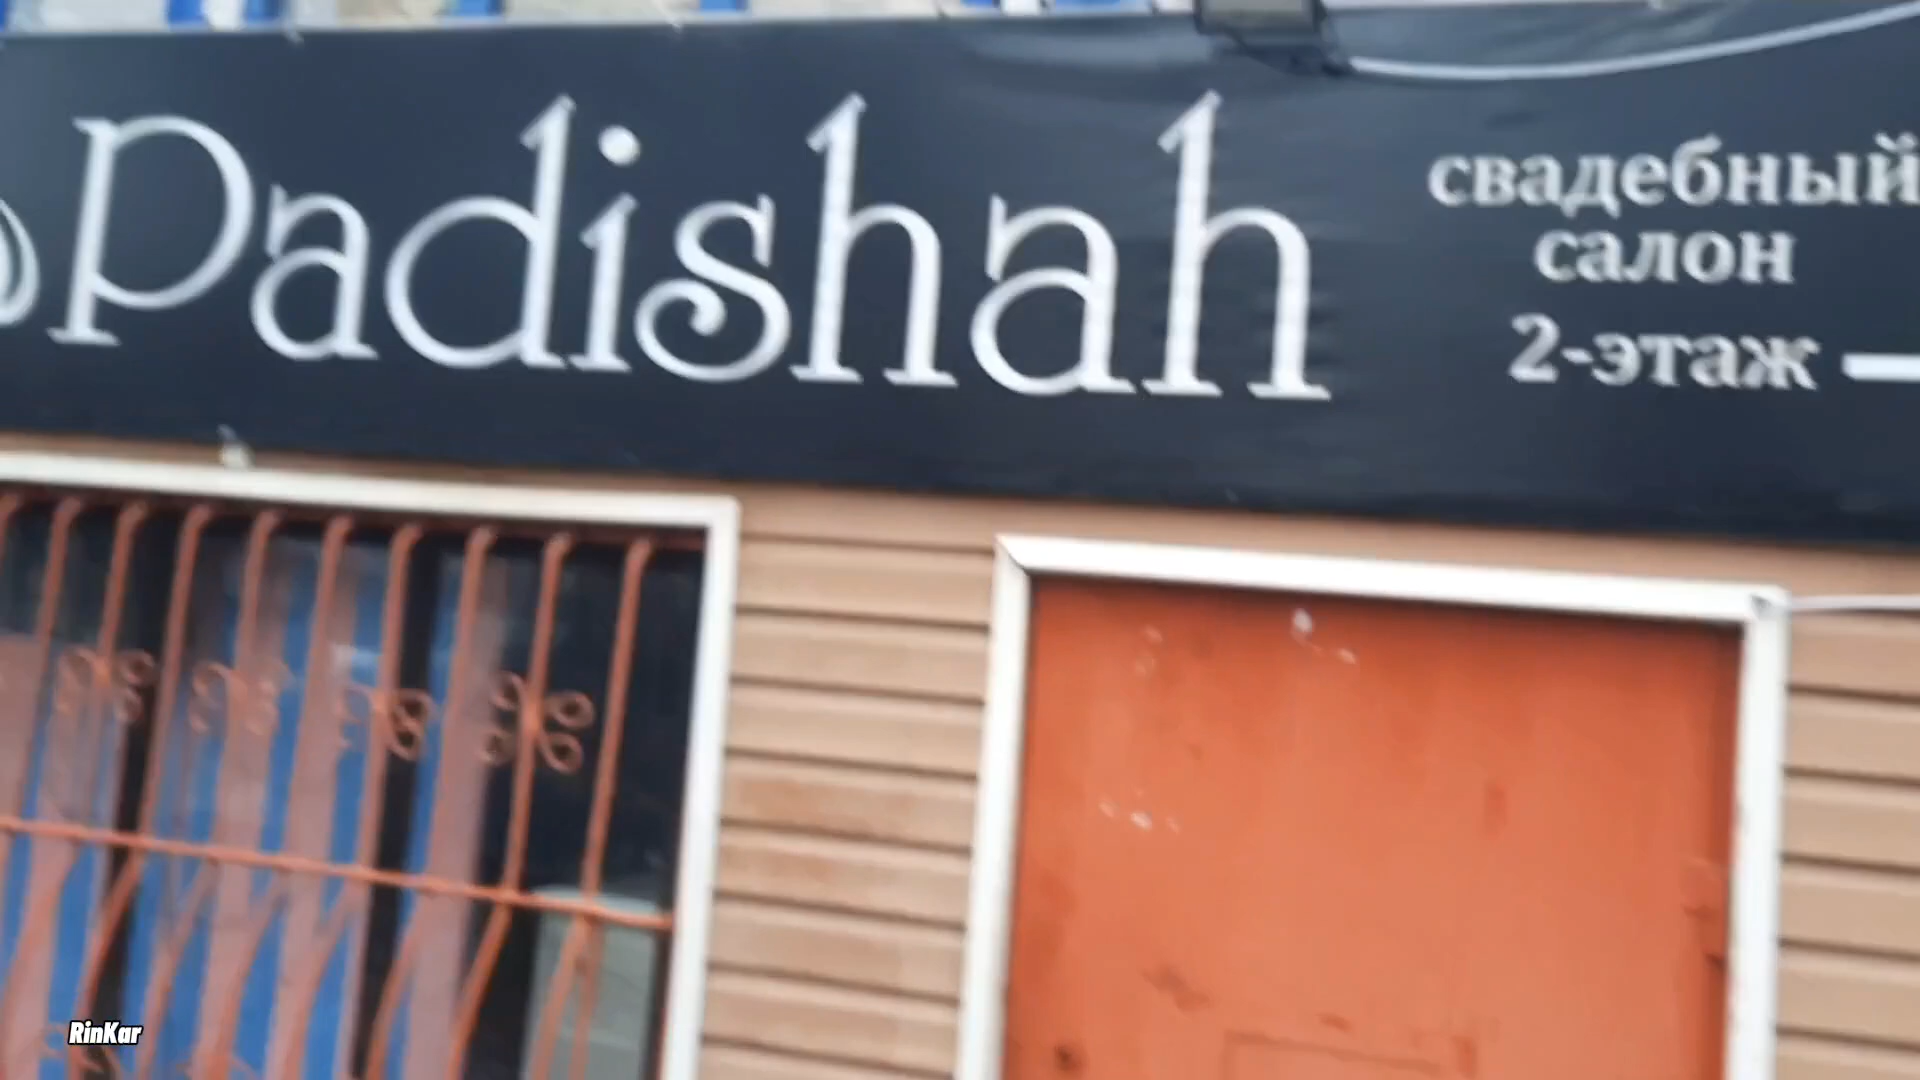 Padishah
свадебный
салон
2-этаж
RinKar